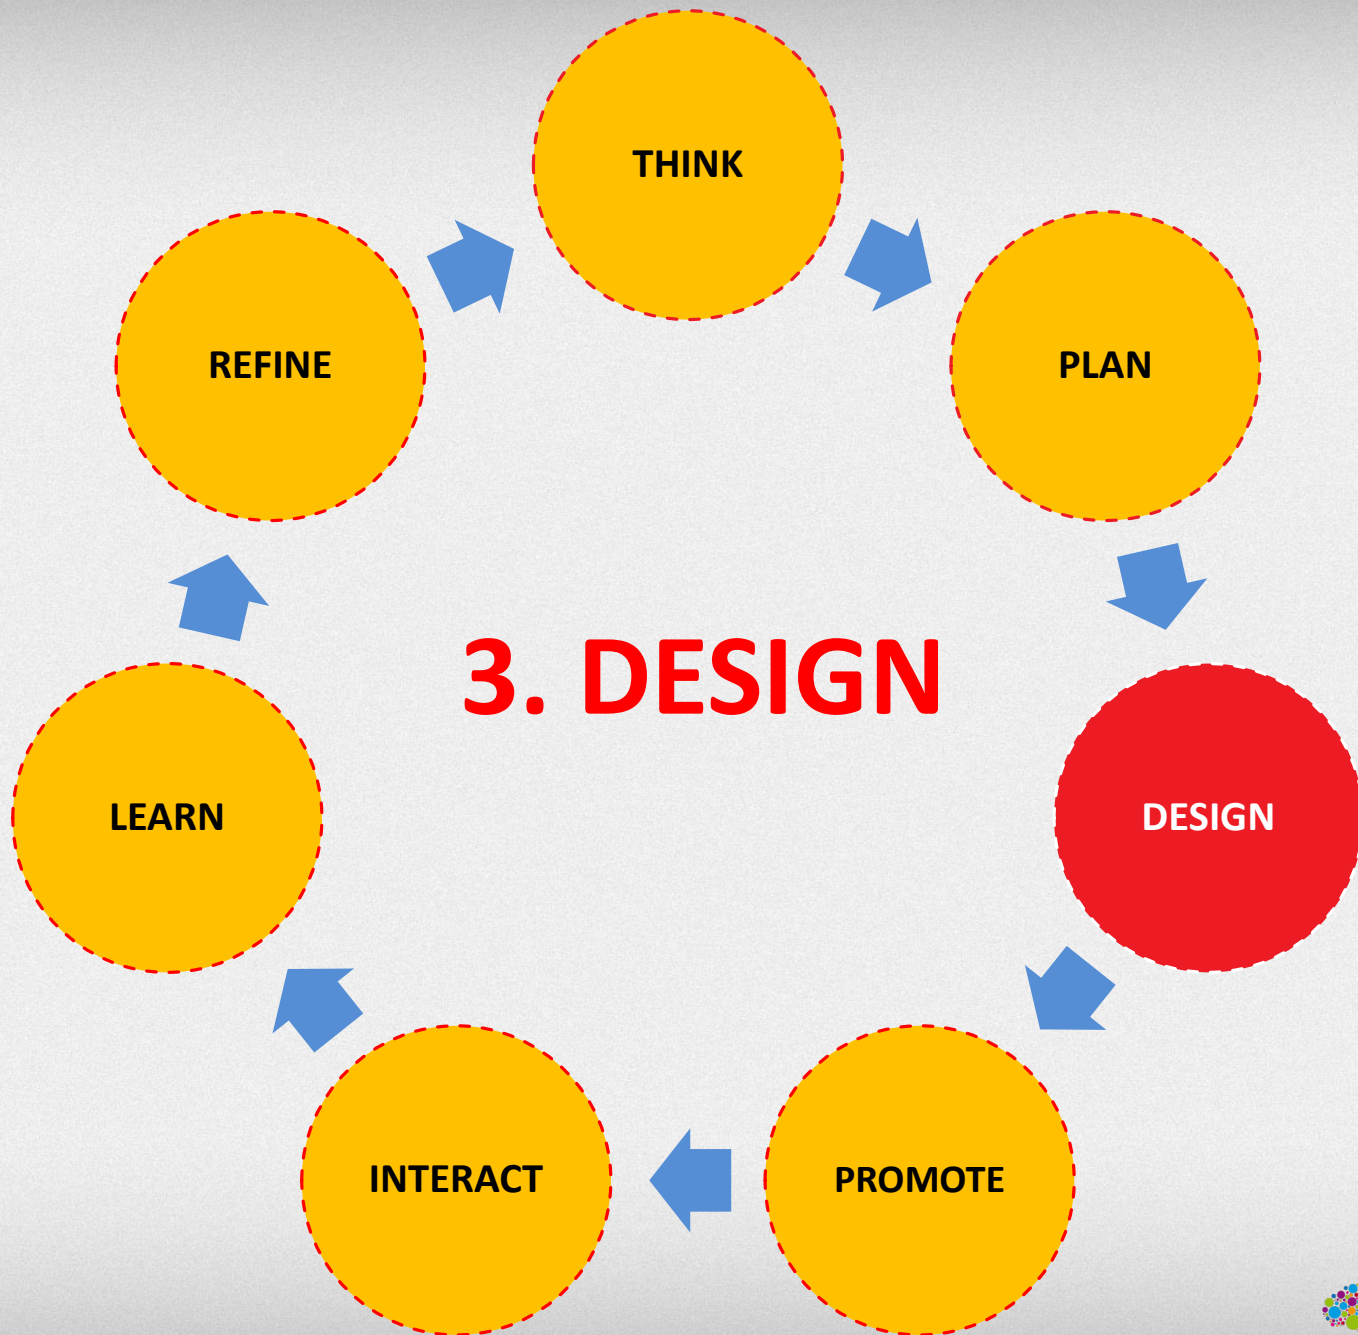 THINK
REFINE
PLAN
3. DESIGN
LEARN
DESIGN
INTERACT
PROMOTE